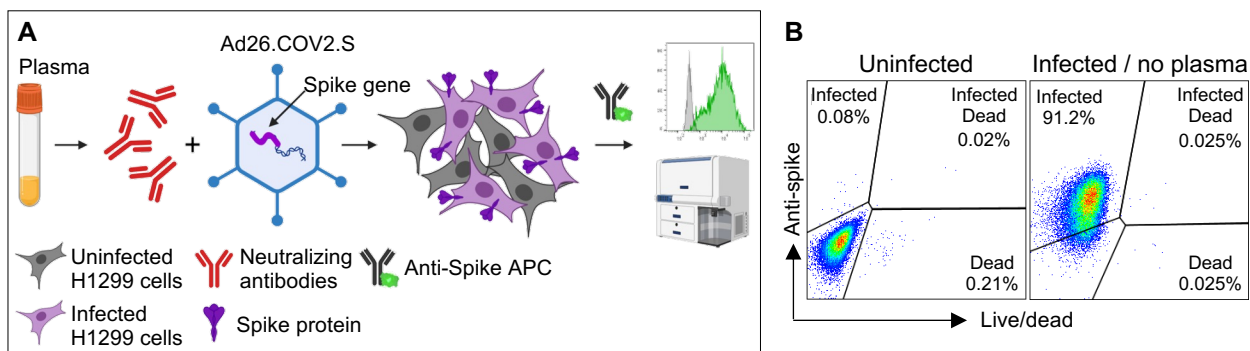 A
Plasma
Ad26.COV2.S
Spike gene
+
Uninfected
H1299 cells
Neutralizing
antibodies
Anti-Spike APC
Infected
H1299 cells
Spike protein
B
Uninfected
Infected / no plasma
Infected
0.08%
Infected
Dead
0.02%
Dead
0.21%
Infected
91.2%
Infected
Dead
0.025%
Dead
0.025%
Anti-spike
Live/dead